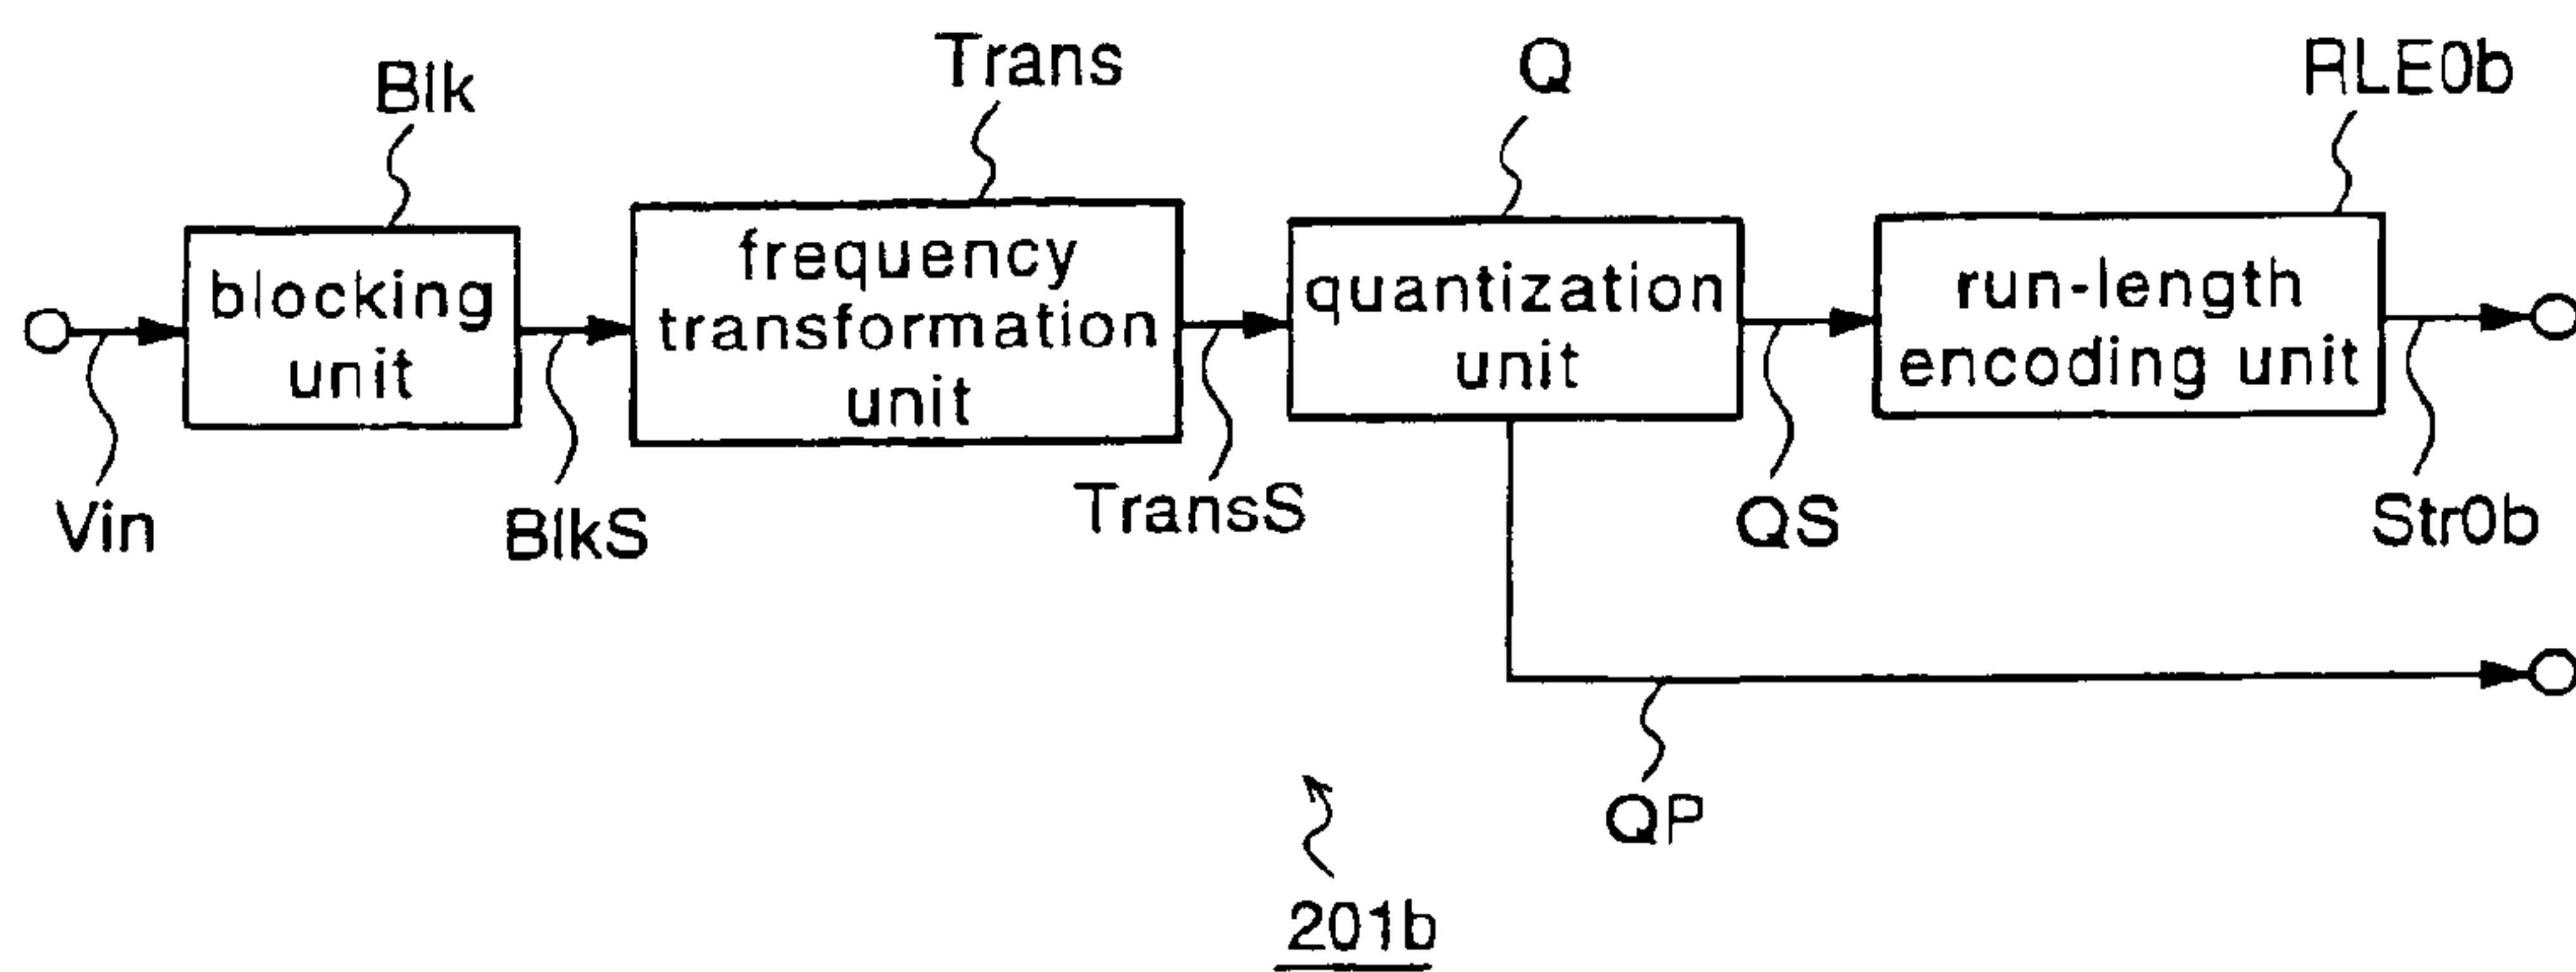 Blk
Trans
Q
RLE0b
blocking
unit
frequency
transformation
unit
quantization
unit
run-length
encoding unit
Vin
BlkS
TransS
QS
Str0b
QP
201b